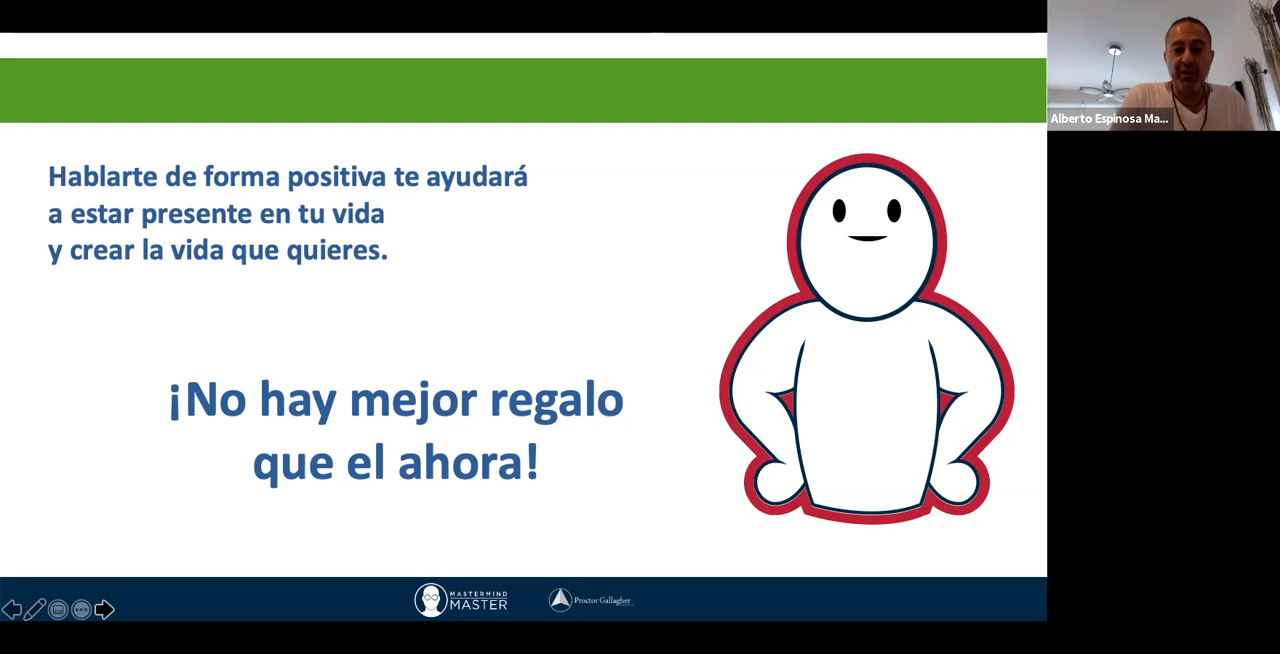 Hablarte de forma positiva te ayudará
a estar presente en tu vida
y crear la vida que quieres.
¡No hay mejor regalo
que el ahora!
Alberto Espinosa Ma...
MASTERMIND
MASTER
Proctor Gallagher